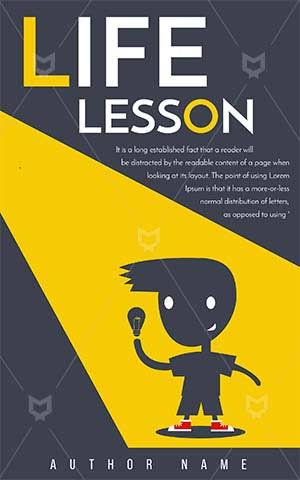 LIFE
LESSON
It is a long established fact that a reader will
be distracted by the readable content of a page when
looking at its layout. The point of using Lorem
Ipsum is that it has a more-or-less
normal distribution of letters,
as opposed to using '
AUTHOR NAME